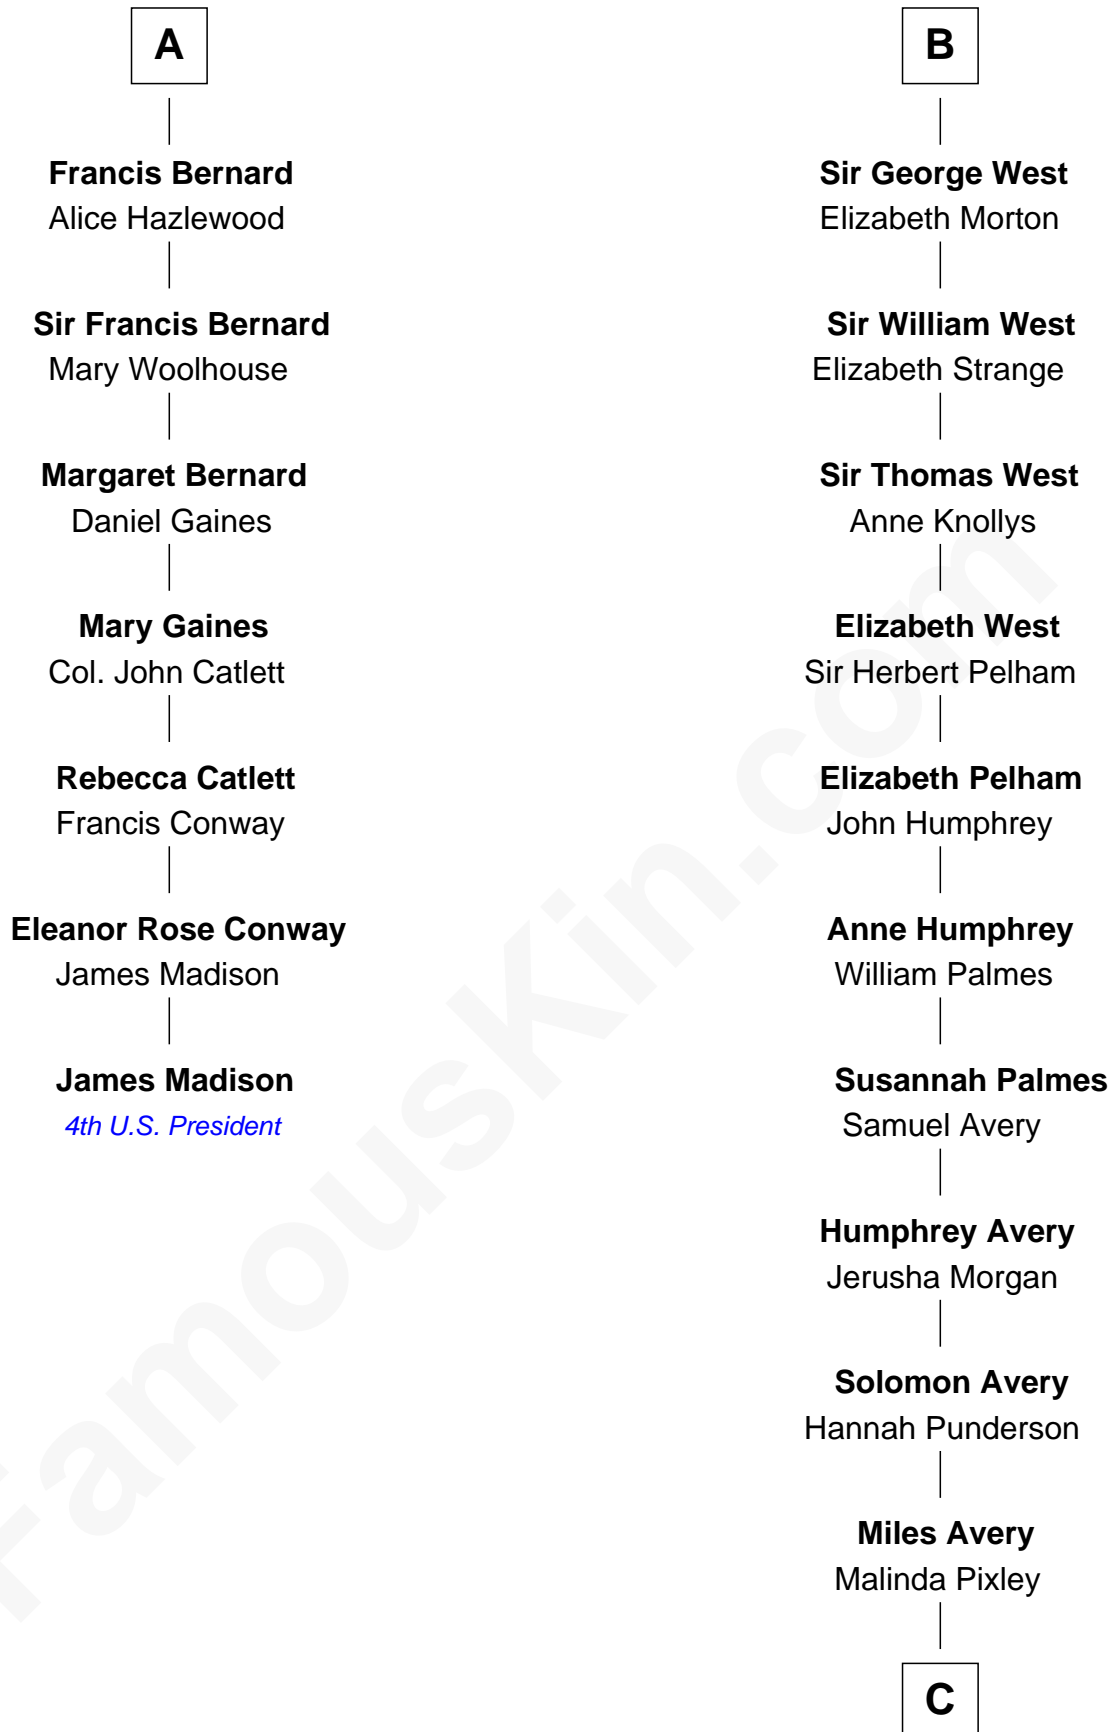 A
Francis Bernard
Alice Hazlewood
Sir Francis Bernard
Mary Woolhouse
Margaret Bernard
Daniel Gaines
Mary Gaines
Col. John Catlett
Rebecca Catlett
Francis Conway
Eleanor Rose Conway
James Madison
James Madison
4th U.S. President
B
Sir George West
Elizabeth Morton
Sir William West
Elizabeth Strange
Sir Thomas West
Anne Knollys
Elizabeth West
Sir Herbert Pelham
Elizabeth Pelham
John Humphrey
Anne Humphrey
William Palmes
Susannah Palmes
Samuel Avery
Humphrey Avery
Jerusha Morgan
Solomon Avery
Hannah Punderson
Miles Avery
Malinda Pixley
C
FamousKin.com